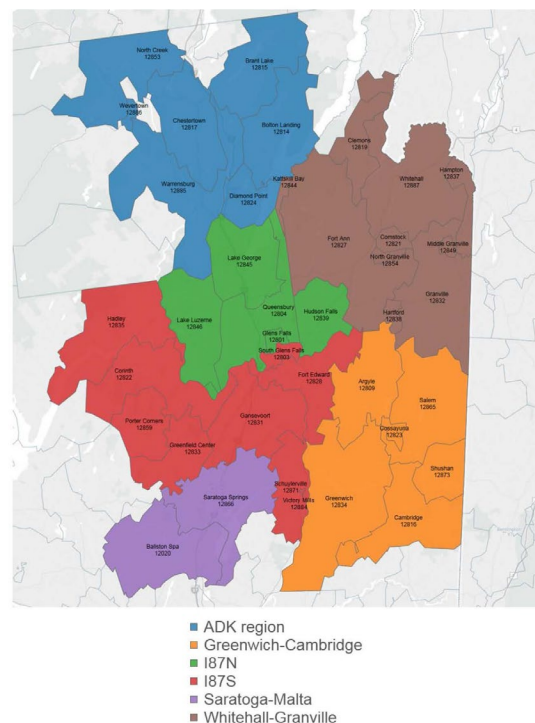 North Creek
12853
Brant Lake
12815
Wevertown
12886
Chestertown
12817
Bolton Landing
12814
Clemons
12819
Kattskill Bay
12844
Whitehall
12887
Hampton
12837
Warrensburg
12885
Diamond Point
12824
Fort Ann
12827
Comstock
12821
North Granville
12854
Middle Granville
12849
Lake George
12845
Granville
12832
Hadley
12835
Lake Luzerne
12846
Queensbury
12804
Hudson Falls
12839
Hartford
12838
Glens Falls
12801
South Glens Falls
12803
Corinth
12822
Fort Edward
12828
Argyle
12809
Salem
12865
Porter Corners
12859
Gansevoort
12831
Greenfield Center
12833
Cossayuna
12823
Shushan
12873
Schuylerville
12871
Victory Mills
12884
Saratoga Springs
12866
Greenwich
12834
Cambridge
12816
Ballston Spa
12020
ADK region
Greenwich-Cambridge
I87N
I87S
Saratoga-Malta
Whitehall-Granville